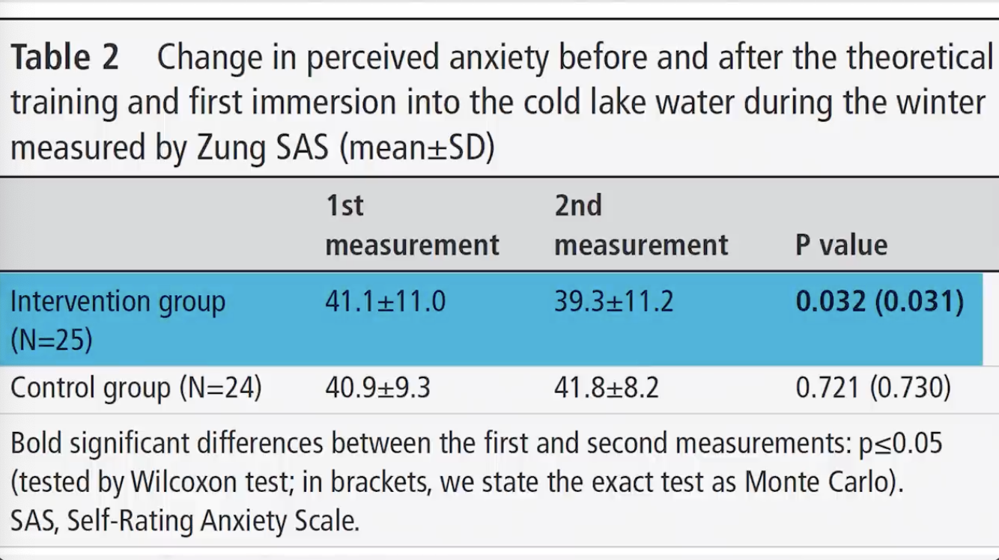 Table 2 Change in perceived anxiety before and after the theoretical
training and first immersion into the cold lake water during the winter
measured by Zung SAS (mean±SD)
1st measurement 2nd measurement P value
Intervention group (N=25) 41.1±11.0 39.3±11.2 0.032 (0.031)
Control group (N=24) 40.9±9.3 41.8±8.2 0.721 (0.730)
Bold significant differences between the first and second measurements: p≤0.05
(tested by Wilcoxon test; in brackets, we state the exact test as Monte Carlo).
SAS, Self-Rating Anxiety Scale.